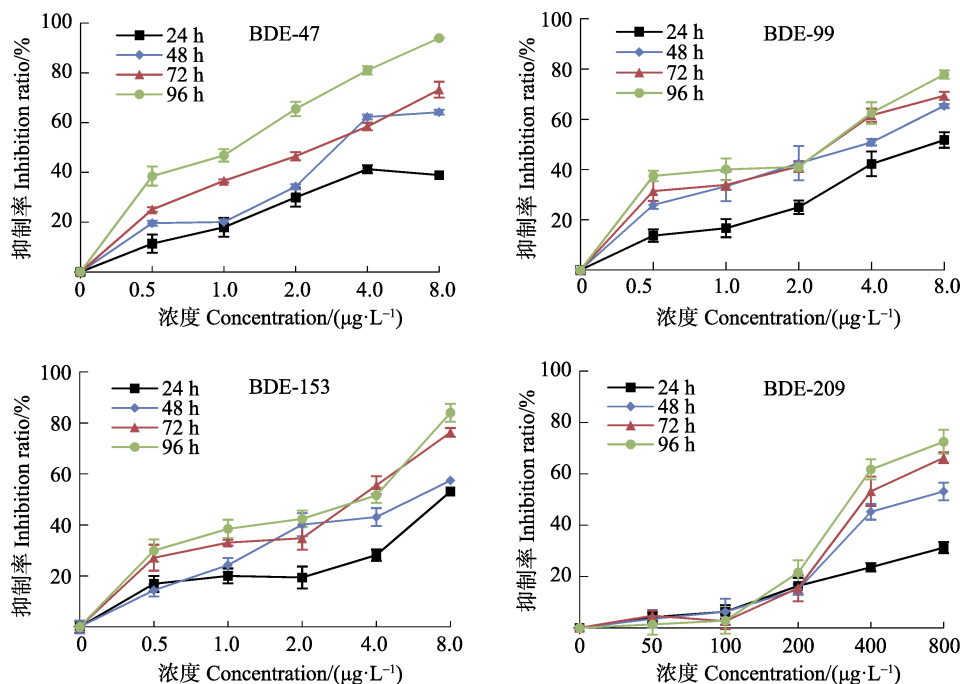 BDE-47
24 h
48 h
72 h
96 h
抑制率 Inhibition ratio/%
100
80
60
40
20
0
0.5
1.0
2.0
4.0
8.0
浓度 Concentration/(μg·L⁻¹)
BDE-99
24 h
48 h
72 h
96 h
抑制率 Inhibition ratio/%
100
80
60
40
20
0
0.5
1.0
2.0
4.0
8.0
浓度 Concentration/(μg·L⁻¹)
BDE-153
24 h
48 h
72 h
96 h
抑制率 Inhibition ratio/%
100
80
60
40
20
0
0.5
1.0
2.0
4.0
8.0
浓度 Concentration/(μg·L⁻¹)
BDE-209
24 h
48 h
72 h
96 h
抑制率 Inhibition ratio/%
100
80
60
40
20
0
50
100
200
400
800
浓度 Concentration/(μg·L⁻¹)